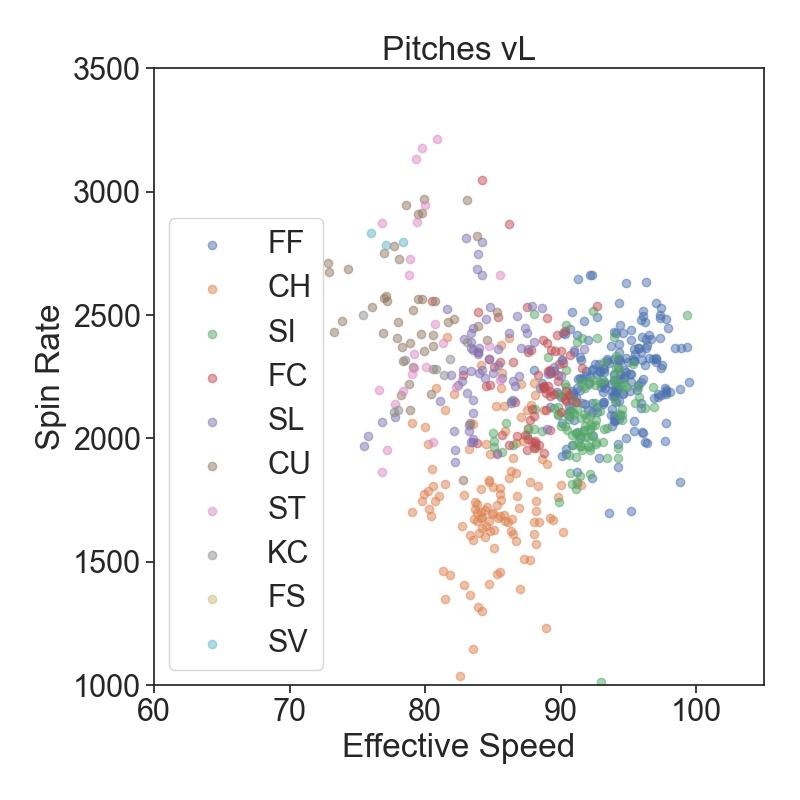 Pitches vL
3500
3000
2500
2000
1500
1000
Spin Rate
FF
CH
SI
FC
SL
CU
ST
KC
FS
SV
60 70 80 90 100
Effective Speed